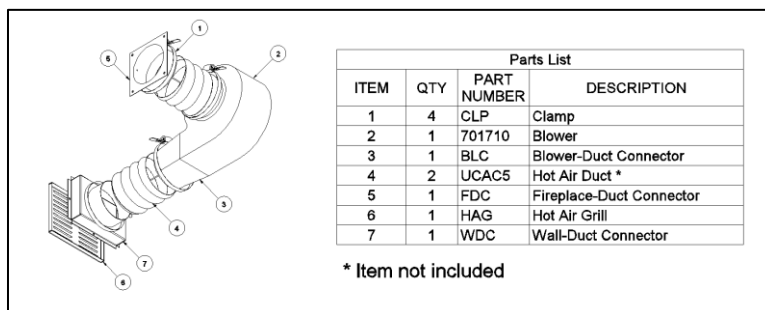 1
2
5
3
4
7
6
Parts List
ITEM QTY PART NUMBER DESCRIPTION
1 4 CLP Clamp
2 1 701710 Blower
3 1 BLC Blower-Duct Connector
4 2 UCAC5 Hot Air Duct *
5 1 FDC Fireplace-Duct Connector
6 1 HAG Hot Air Grill
7 1 WDC Wall-Duct Connector
* Item not included